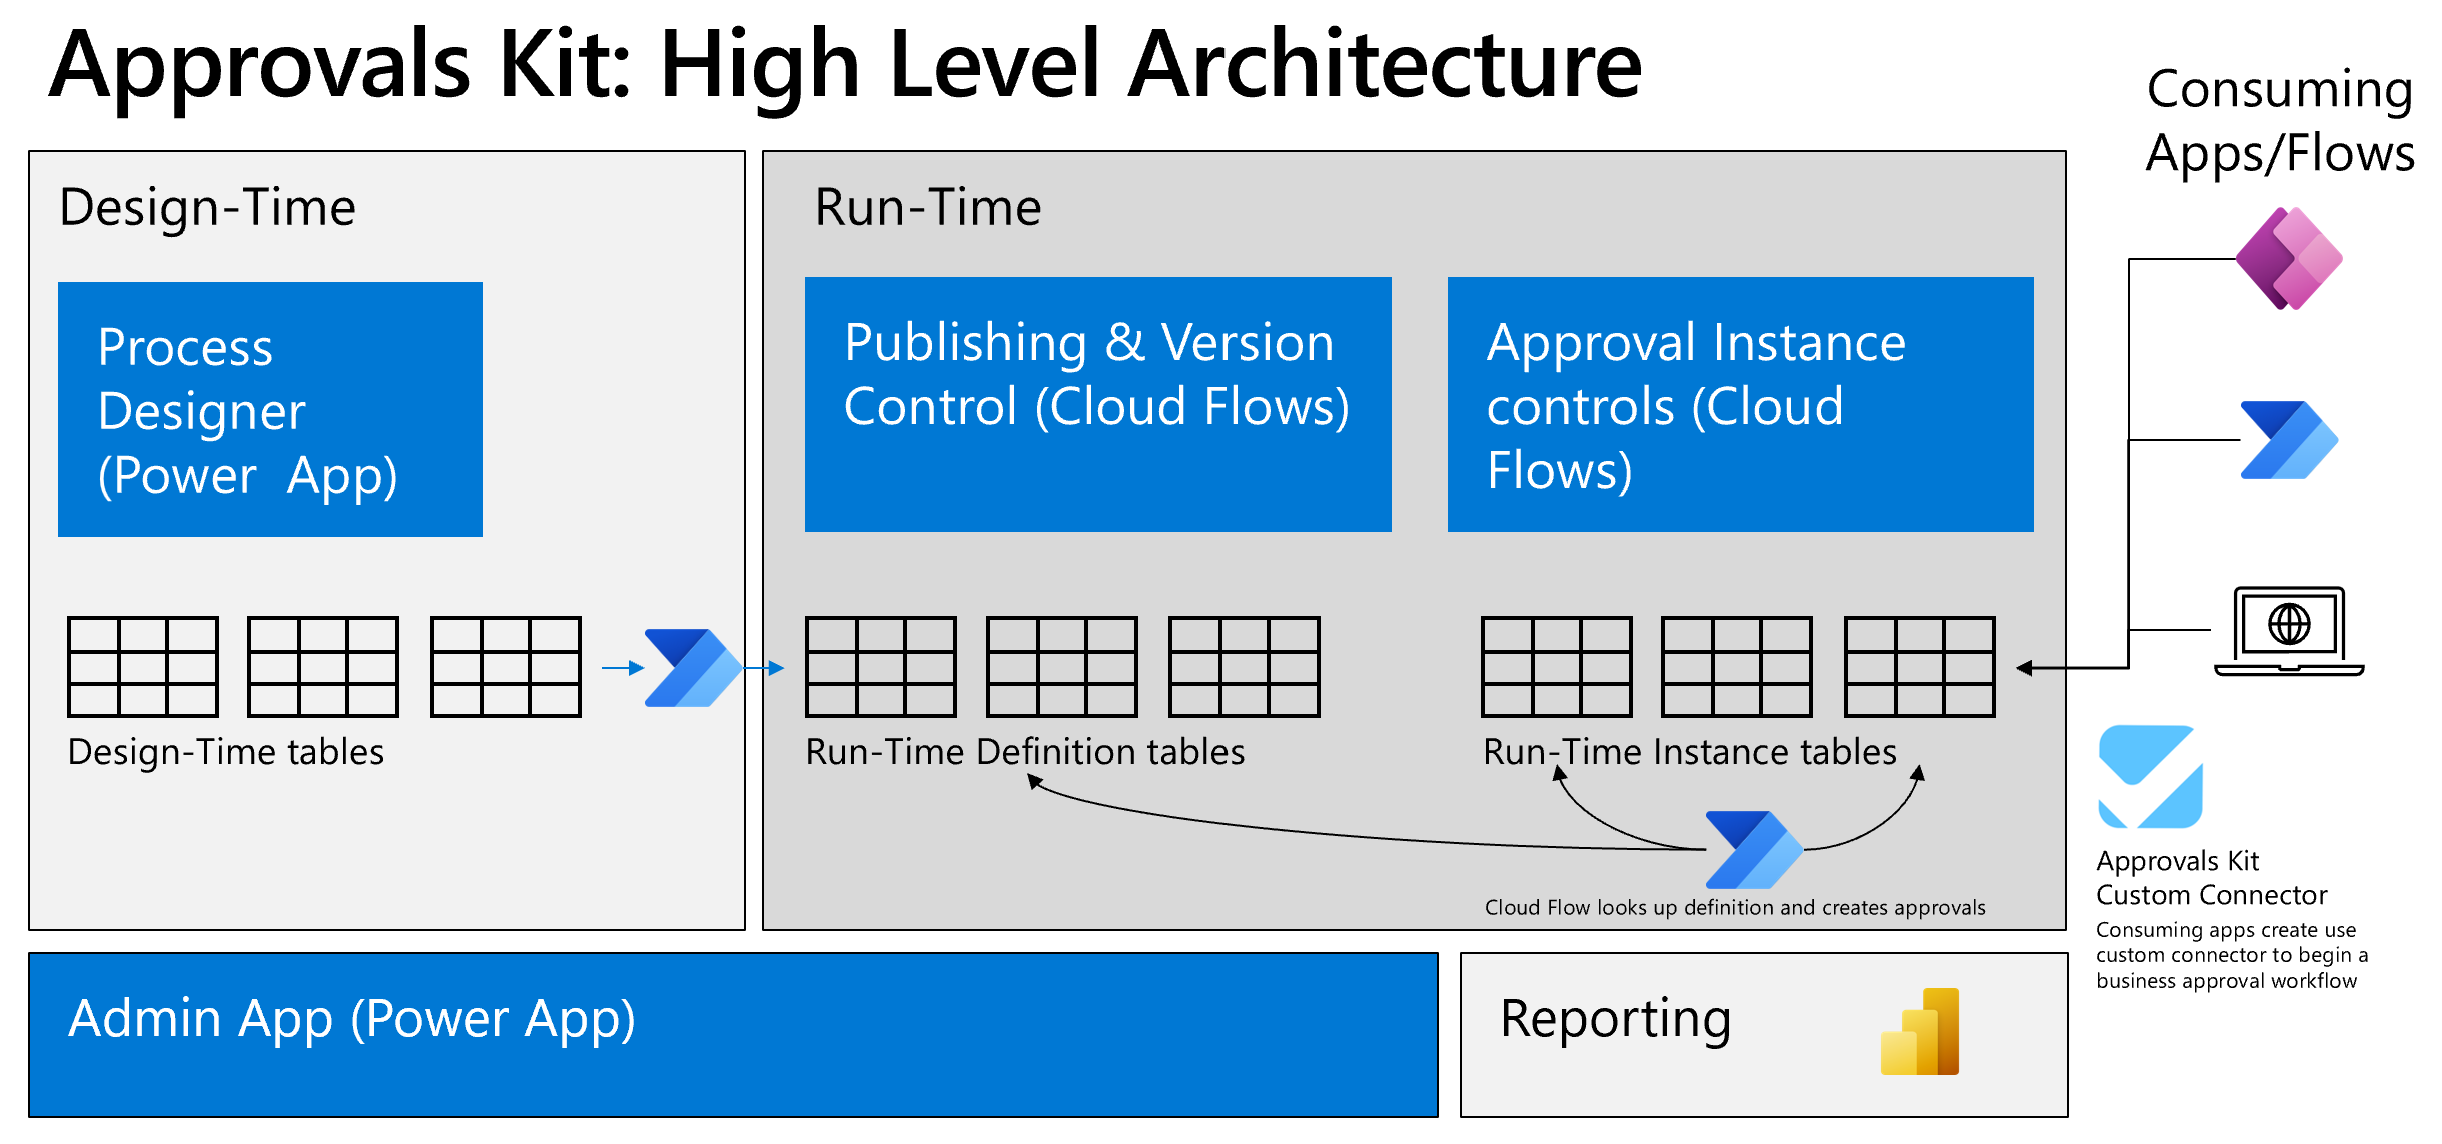 Approvals Kit: High Level Architecture
Consuming
Apps/Flows
Design-Time
Process
Designer
(Power App)
Design-Time tables
Run-Time
Publishing & Version
Control (Cloud Flows)
Approval Instance
controls (Cloud
Flows)
Run-Time Definition tables
Run-Time Instance tables
Cloud Flow looks up definition and creates approvals
Approvals Kit
Custom Connector
Consuming apps create use
custom connector to begin a
business approval workflow
Admin App (Power App)
Reporting